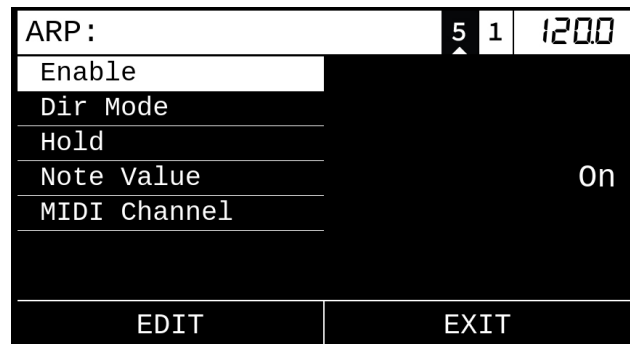 ARP: 5 1 120.0
Enable
Dir Mode
Hold
Note Value On
MIDI Channel
EDIT EXIT